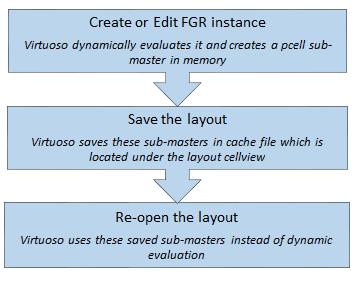 Create or Edit FGR instance
Virtuoso dynamically evaluates it and creates a pcell sub-
master in memory
Save the layout
Virtuoso saves these sub-masters in cache file which is
located under the layout cellview
Re-open the layout
Virtuoso uses these saved sub-masters instead of dynamic
evaluation